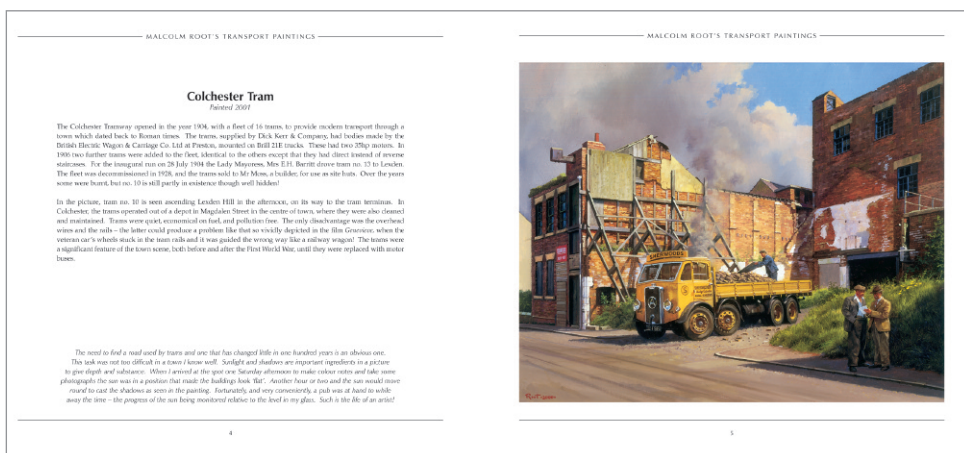 MALCOLM ROOT'S TRANSPORT PAINTINGS
Colchester Tram
Painted 2001
The Colchester Tramway opened in the year 1904, with a fleet of 16 trams, to provide modern transport through a
town which dated back to Roman times. The trams, supplied by Dick Kerr & Company, had bodies made by the
British Electric Wagon & Carriage Co. Ltd at Preston, mounted on Brill 21E trucks. These had two 35hp motors. In
1906 two further trams were added to the fleet, identical to the others except that they had direct instead of reverse
staircases. For the inaugural run on 28 July 1904 the Lady Mayoress, Mrs E.H. Barritt drove tram no. 13 to Lexden.
The fleet was decommissioned in 1928, and the trams sold to Mr Moss, a builder, for use as site huts. Over the years
some were burnt, but no. 10 is still partly in existence though well hidden!
In the picture, tram no. 10 is seen ascending Lexden Hill in the afternoon, on its way to the tram terminus. In
Colchester, the trams operated out of a depot in Magdalen Street in the centre of town, where they were also cleaned
and maintained. Trams were quiet, economical on fuel, and pollution free. The only disadvantage was the overhead
wires and the rails – the latter could produce a problem like that so vividly depicted in the film Genevieve, when the
veteran car's wheels stuck in the tram rails and it was guided the wrong way like a railway wagon! The trams were
a significant feature of the town scene, both before and after the First World War, until they were replaced with motor
buses.
The need to find a road used by trams and one that has changed little in one hundred years is an obvious one.
This task was not too difficult in a town I know well. Sunlight and shadows are important ingredients in a picture
to give depth and substance. When I arrived at the spot one Saturday afternoon to make colour notes and take some
photographs the sun was in a position that made the buildings look 'flat'. Another hour or two and the sun would move
round to cast the shadows as seen in the painting. Fortunately, and very conveniently, a pub was at hand to while
away the time – the progress of the sun being monitored relative to the level in my glass. Such is the life of an artist!
4
MALCOLM ROOT'S TRANSPORT PAINTINGS
5